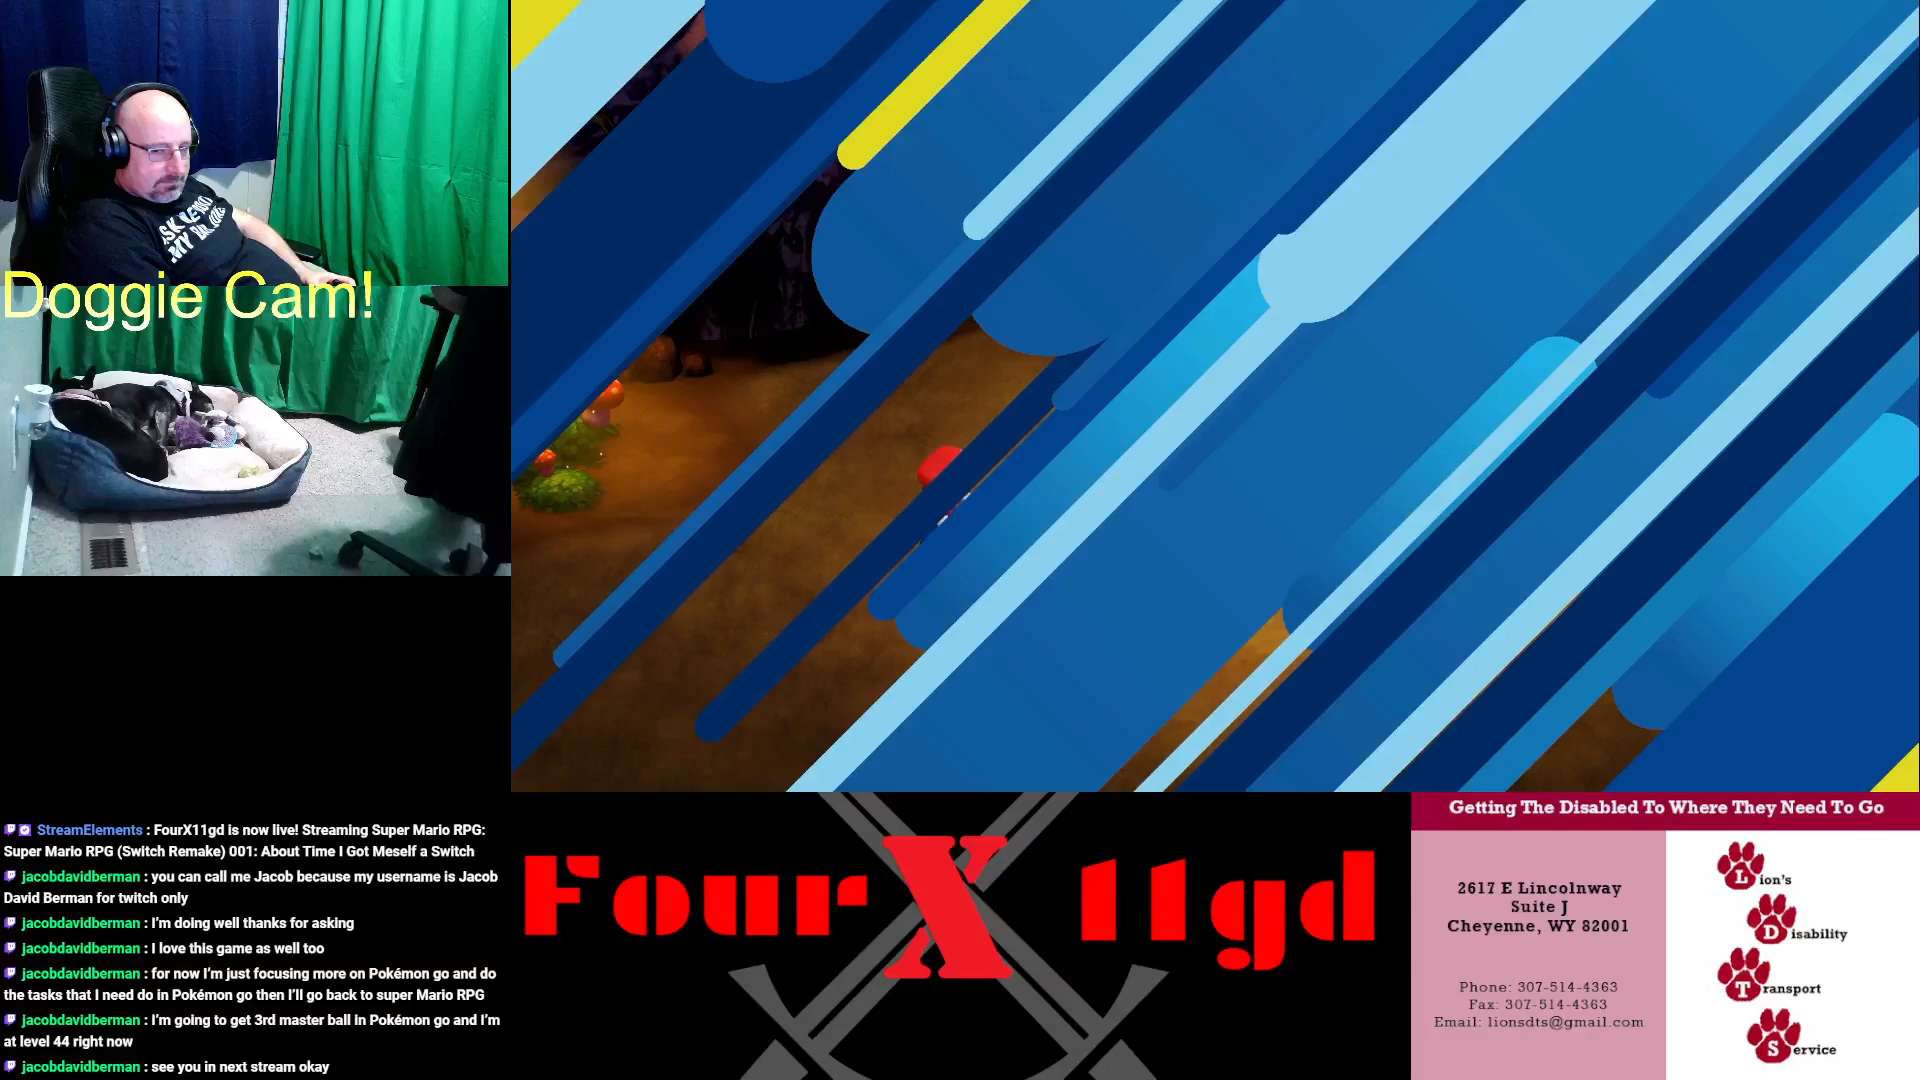 Doggie Cam!
StreamElements : FourX11gd is now live! Streaming Super Mario RPG:
Super Mario RPG (Switch Remake) 001: About Time I Got Meself a Switch
jacobdavidberman : you can call me Jacob because my username is Jacob
David Berman for twitch only
jacobdavidberman : I'm doing well thanks for asking
jacobdavidberman : I love this game as well too
jacobdavidberman : for now I'm just focusing more on Pokémon go and do
the tasks that I need do in Pokémon go then I'll go back to super Mario RPG
jacobdavidberman : I'm going to get 3rd master ball in Pokémon go and I'm
at level 44 right now
jacobdavidberman : see you in next stream okay
FourX11gd
Getting The Disabled To Where They Need To Go
2617 E Lincolnway
Suite J
Cheyenne, WY 82001
Phone: 307-514-4363
Fax: 307-514-4363
Email: lionsdts@gmail.com
Lion's
Disability
Transport
Service